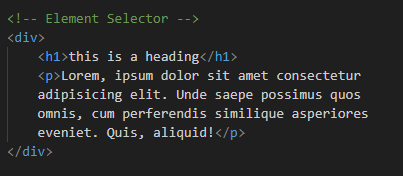 <!-- Element Selector -->
<div>
<h1>this is a heading</h1>
<p>Lorem, ipsum dolor sit amet consectetur
adipisicing elit. Unde saepe possimus quos
omnis, cum perferendis similique asperiores
eveniet. Quis, aliquid!</p>
</div>